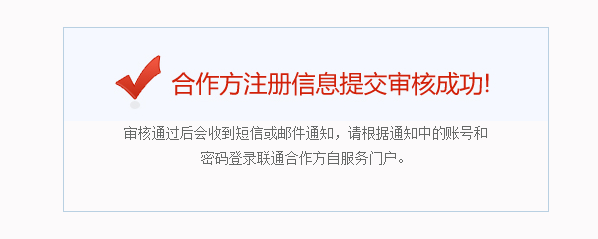 合作方注册信息提交审核成功!
审核通过后会收到短信或邮件通知，请根据通知中的账号和
密码登录联通合作方自服务门户。